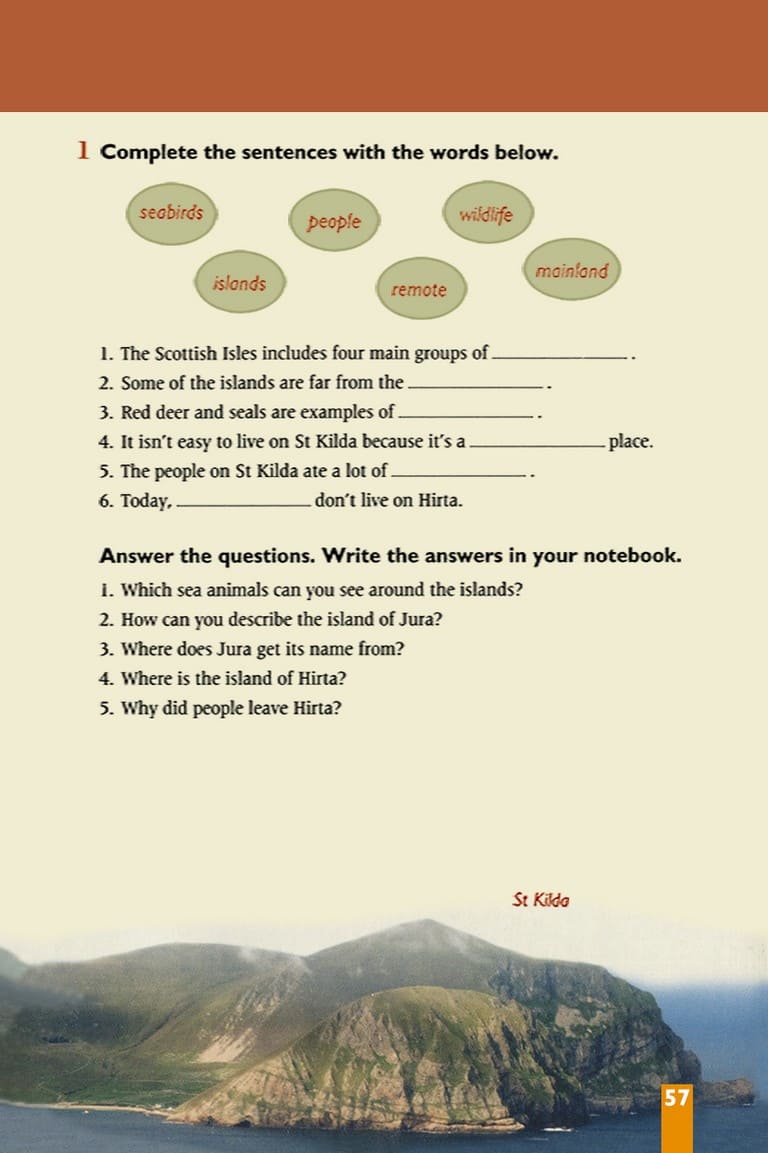 1 Complete the sentences with the words below.
seabirds people wildlife
islands remote mainland
1. The Scottish Isles includes four main groups of ______________ .
2. Some of the islands are far from the ______________ .
3. Red deer and seals are examples of ______________ .
4. It isn't easy to live on St Kilda because it's a ______________ place.
5. The people on St Kilda ate a lot of ______________ .
6. Today, ______________ don't live on Hirta.
Answer the questions. Write the answers in your notebook.
1. Which sea animals can you see around the islands?
2. How can you describe the island of Jura?
3. Where does Jura get its name from?
4. Where is the island of Hirta?
5. Why did people leave Hirta?
St Kilda
57